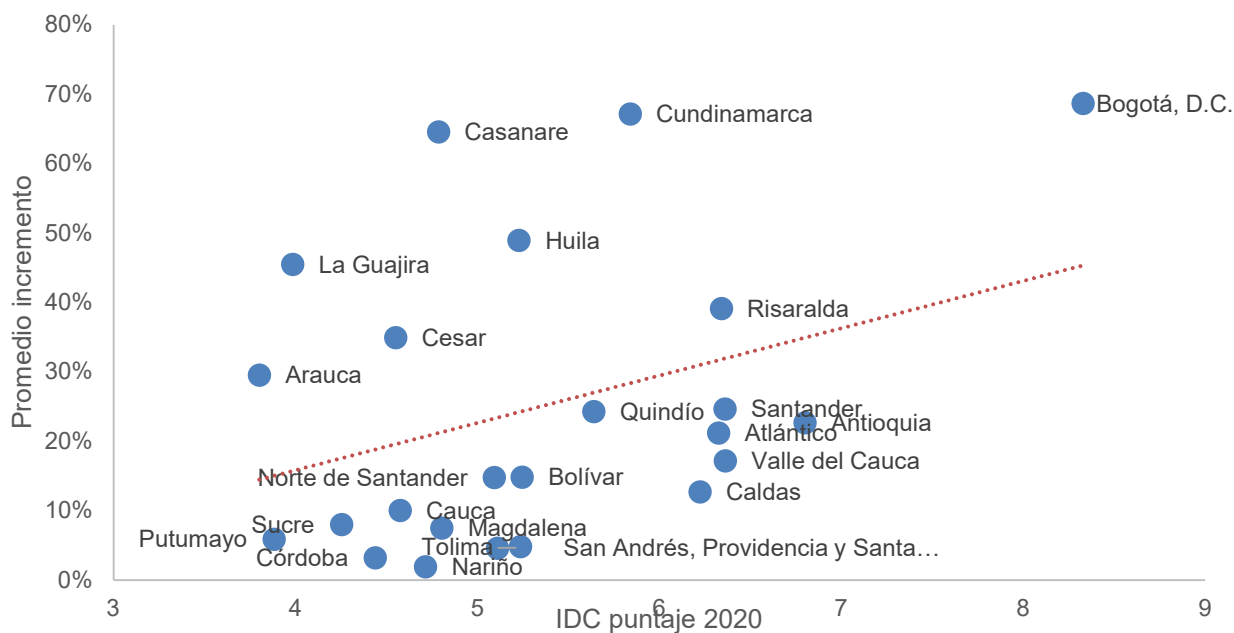 80%
70%
60%
50%
40%
30%
20%
10%
0%
Promedio incremento
Bogotá, D.C.
Cundinamarca
Casanare
Huila
La Guajira
Risaralda
Cesar
Arauca
Quindío
Santander
Antioquia
Atlántico
Valle del Cauca
Norte de Santander
Bolívar
Caldas
Cauca
Sucre
Magdalena
Putumayo
Tolima
San Andrés, Providencia y Santa…
Córdoba
Nariño
3 4 5 6 7 8 9
IDC puntaje 2020